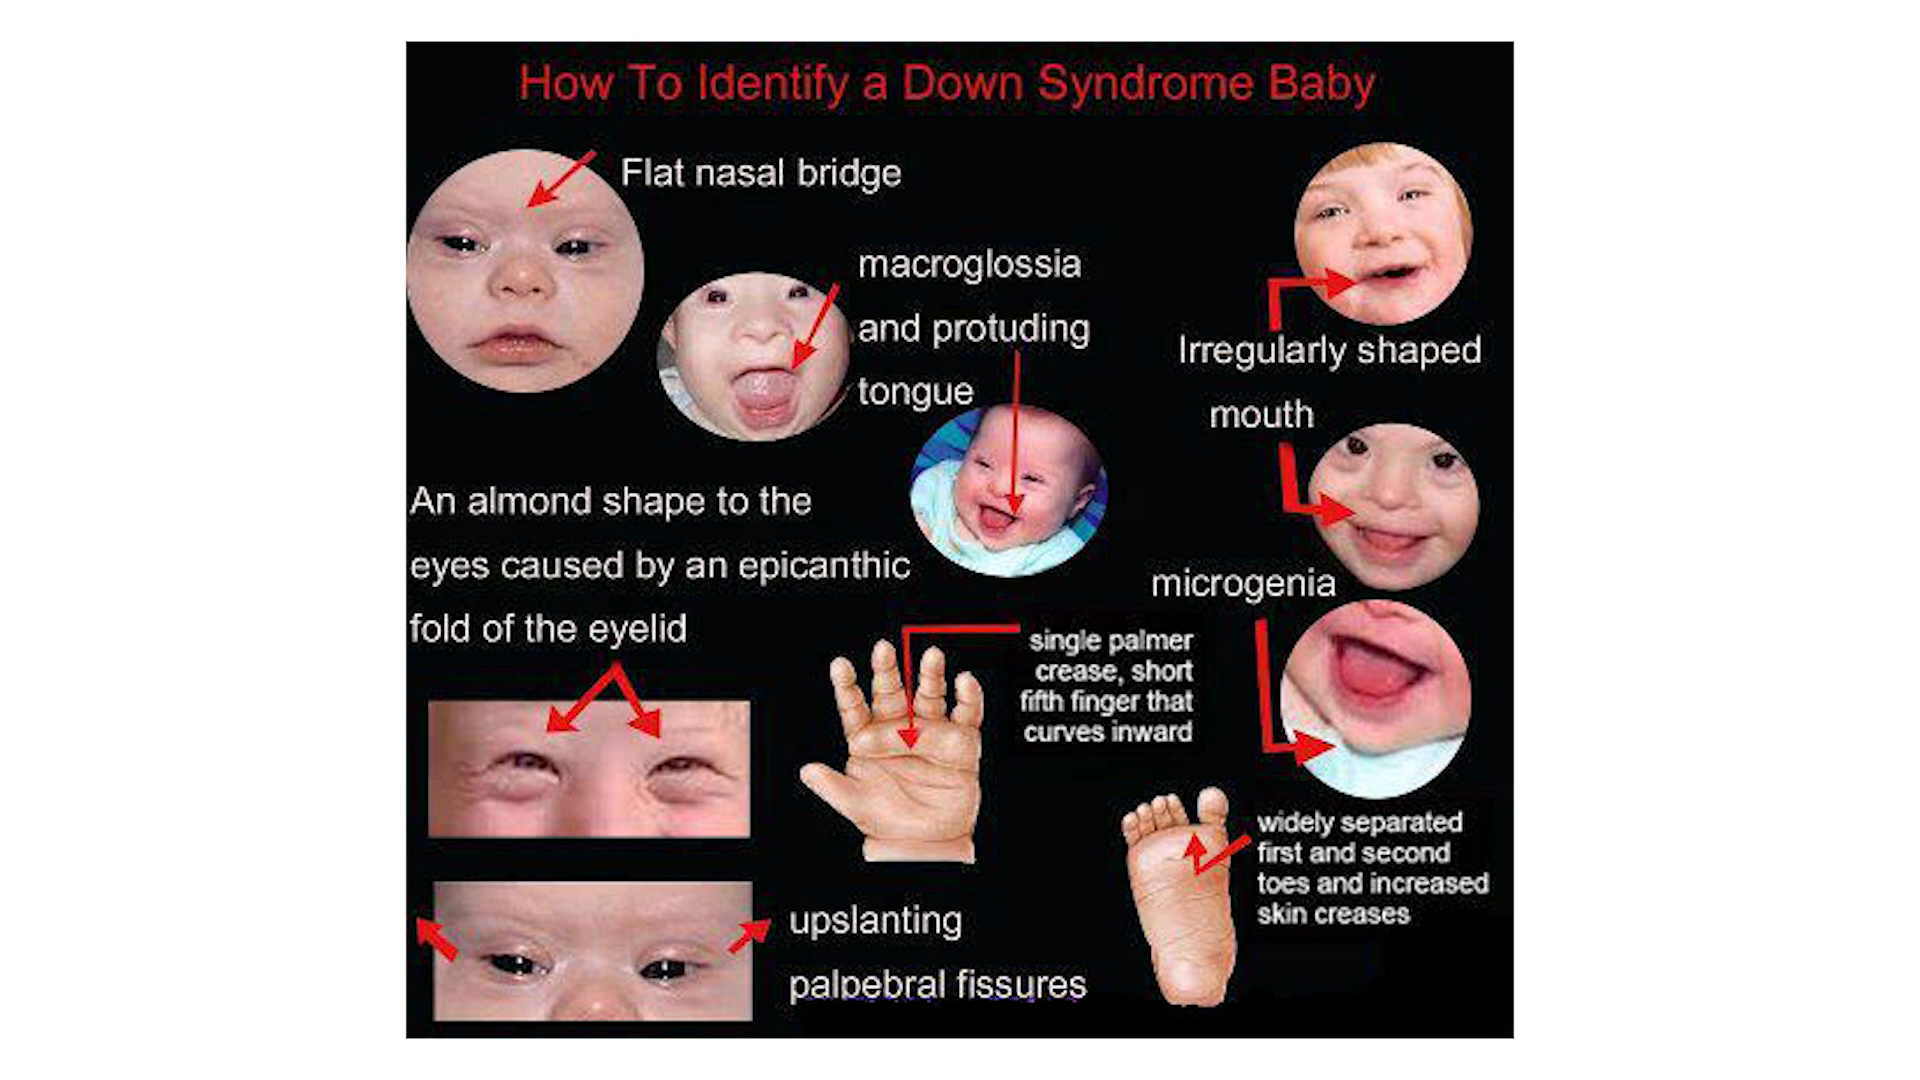 How To Identify a Down Syndrome Baby
Flat nasal bridge
macroglossia
and protuding
tongue
Irregularly shaped
mouth
An almond shape to the
eyes caused by an epicanthic
fold of the eyelid
microgenia
single palmer
crease, short
fifth finger that
curves inward
widely separated
first and second
toes and increased
skin creases
upslanting
palpebral fissures